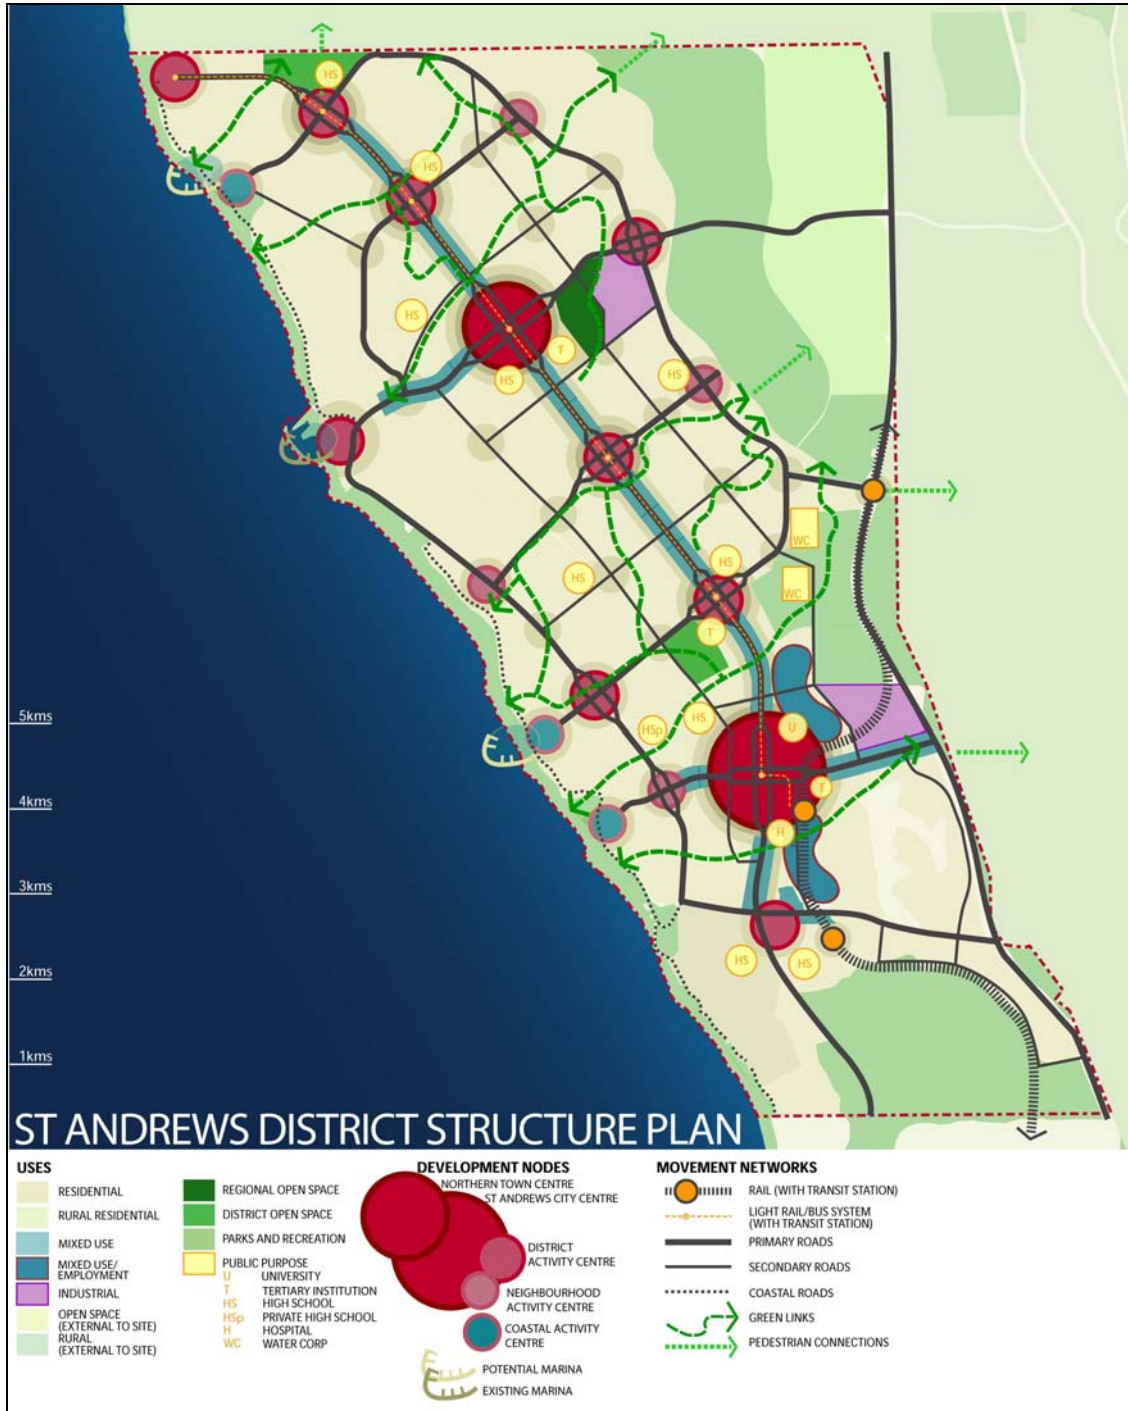 HS
HS
HS
T
HS
HS
WC
HS
HS
WC
T
HS
HSp
U
5kms
T
4kms
H
3kms
HS
HS
2kms
1kms
ST ANDREWS DISTRICT STRUCTURE PLAN
USES
RESIDENTIAL
RURAL RESIDENTIAL
MIXED USE
MIXED USE/
EMPLOYMENT
INDUSTRIAL
OPEN SPACE
(EXTERNAL TO SITE)
RURAL
(EXTERNAL TO SITE)
REGIONAL OPEN SPACE
DISTRICT OPEN SPACE
PARKS AND RECREATION
PUBLIC PURPOSE
U UNIVERSITY
T TERTIARY INSTITUTION
HS HIGH SCHOOL
HSp PRIVATE HIGH SCHOOL
H HOSPITAL
WC WATER CORP
DEVELOPMENT NODES
NORTHERN TOWN CENTRE
ST ANDREWS CITY CENTRE
DISTRICT
ACTIVITY CENTRE
NEIGHBOURHOOD
ACTIVITY CENTRE
COASTAL ACTIVITY
CENTRE
POTENTIAL MARINA
EXISTING MARINA
MOVEMENT NETWORKS
RAIL (WITH TRANSIT STATION)
LIGHT RAIL/BUS SYSTEM
(WITH TRANSIT STATION)
PRIMARY ROADS
SECONDARY ROADS
COASTAL ROADS
GREEN LINKS
PEDESTRIAN CONNECTIONS